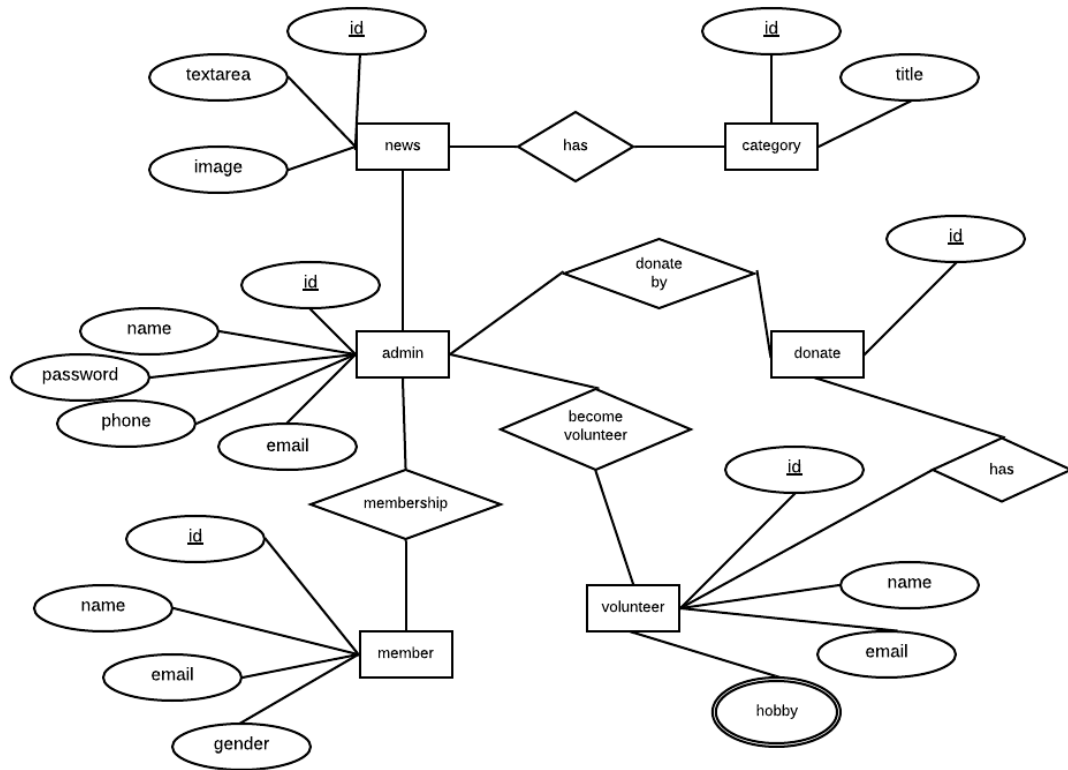 id
id
textarea
title
news
has
category
image
id
donate
by
id
name
admin
donate
password
phone
become
volunteer
email
id
has
membership
id
name
volunteer
name
member
email
email
hobby
gender